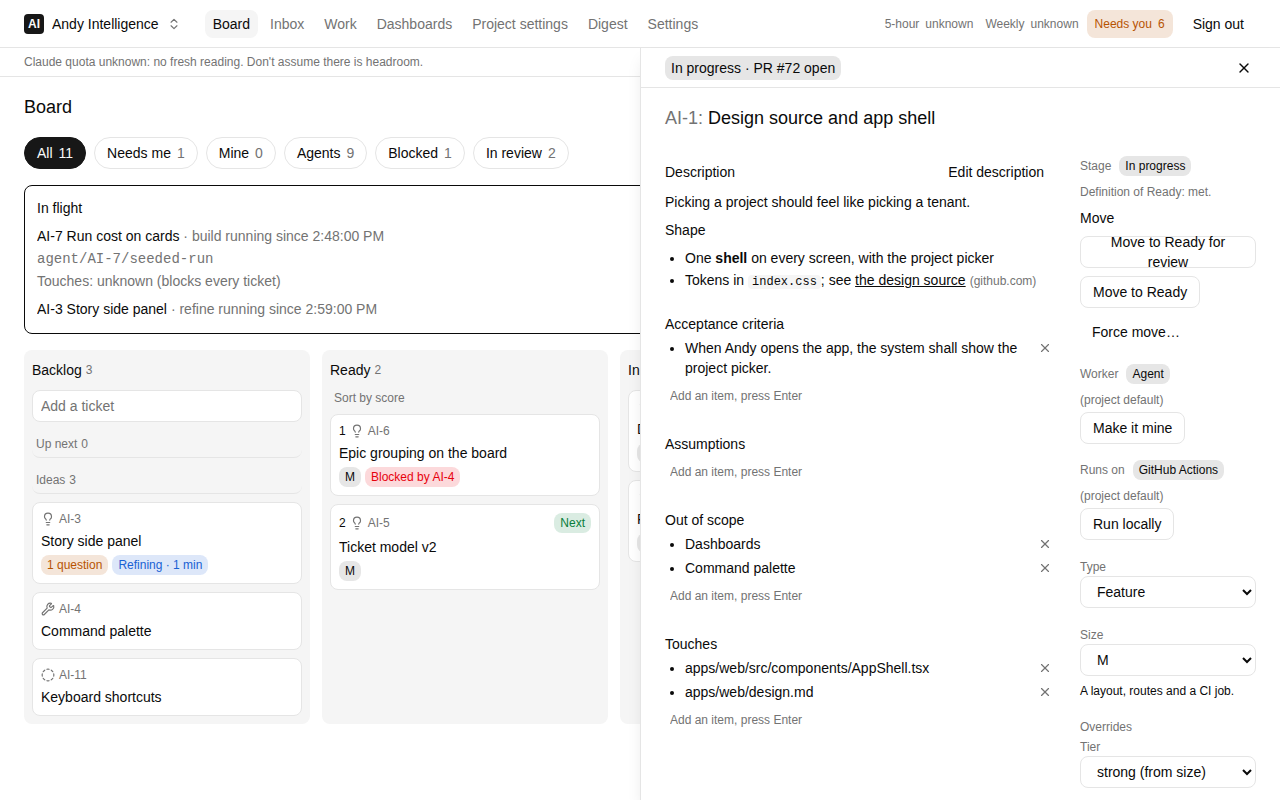 AI Andy Intelligence Board Inbox Work Dashboards Project settings Digest Settings 5-hour unknown Weekly unknown Needs you 6 Sign out
Claude quota unknown: no fresh reading. Don't assume there is headroom.
Board
All 11 Needs me 1 Mine 0 Agents 9 Blocked 1 In review 2
In flight
AI-7 Run cost on cards · build running since 2:48:00 PM
agent/AI-7/seeded-run
Touches: unknown (blocks every ticket)
AI-3 Story side panel · refine running since 2:59:00 PM
Backlog 3
Add a ticket
Up next 0
Ideas 3
AI-3
Story side panel
1 question Refining · 1 min
AI-4
Command palette
AI-11
Keyboard shortcuts
Ready 2
Sort by score
1 AI-6
Epic grouping on the board
M Blocked by AI-4
2 AI-5 Next
Ticket model v2
M
In
In progress · PR #72 open
AI-1: Design source and app shell
Description Edit description
Picking a project should feel like picking a tenant.
Shape
One shell on every screen, with the project picker
Tokens in index.css; see the design source (github.com)
Acceptance criteria
When Andy opens the app, the system shall show the
project picker.
Add an item, press Enter
Assumptions
Add an item, press Enter
Out of scope
Dashboards
Command palette
Add an item, press Enter
Touches
apps/web/src/components/AppShell.tsx
apps/web/design.md
Add an item, press Enter
Stage In progress
Definition of Ready: met.
Move
Move to Ready for
review
Move to Ready
Force move…
Worker Agent
(project default)
Make it mine
Runs on GitHub Actions
(project default)
Run locally
Type
Feature
Size
M
A layout, routes and a CI job.
Overrides
Tier
strong (from size)